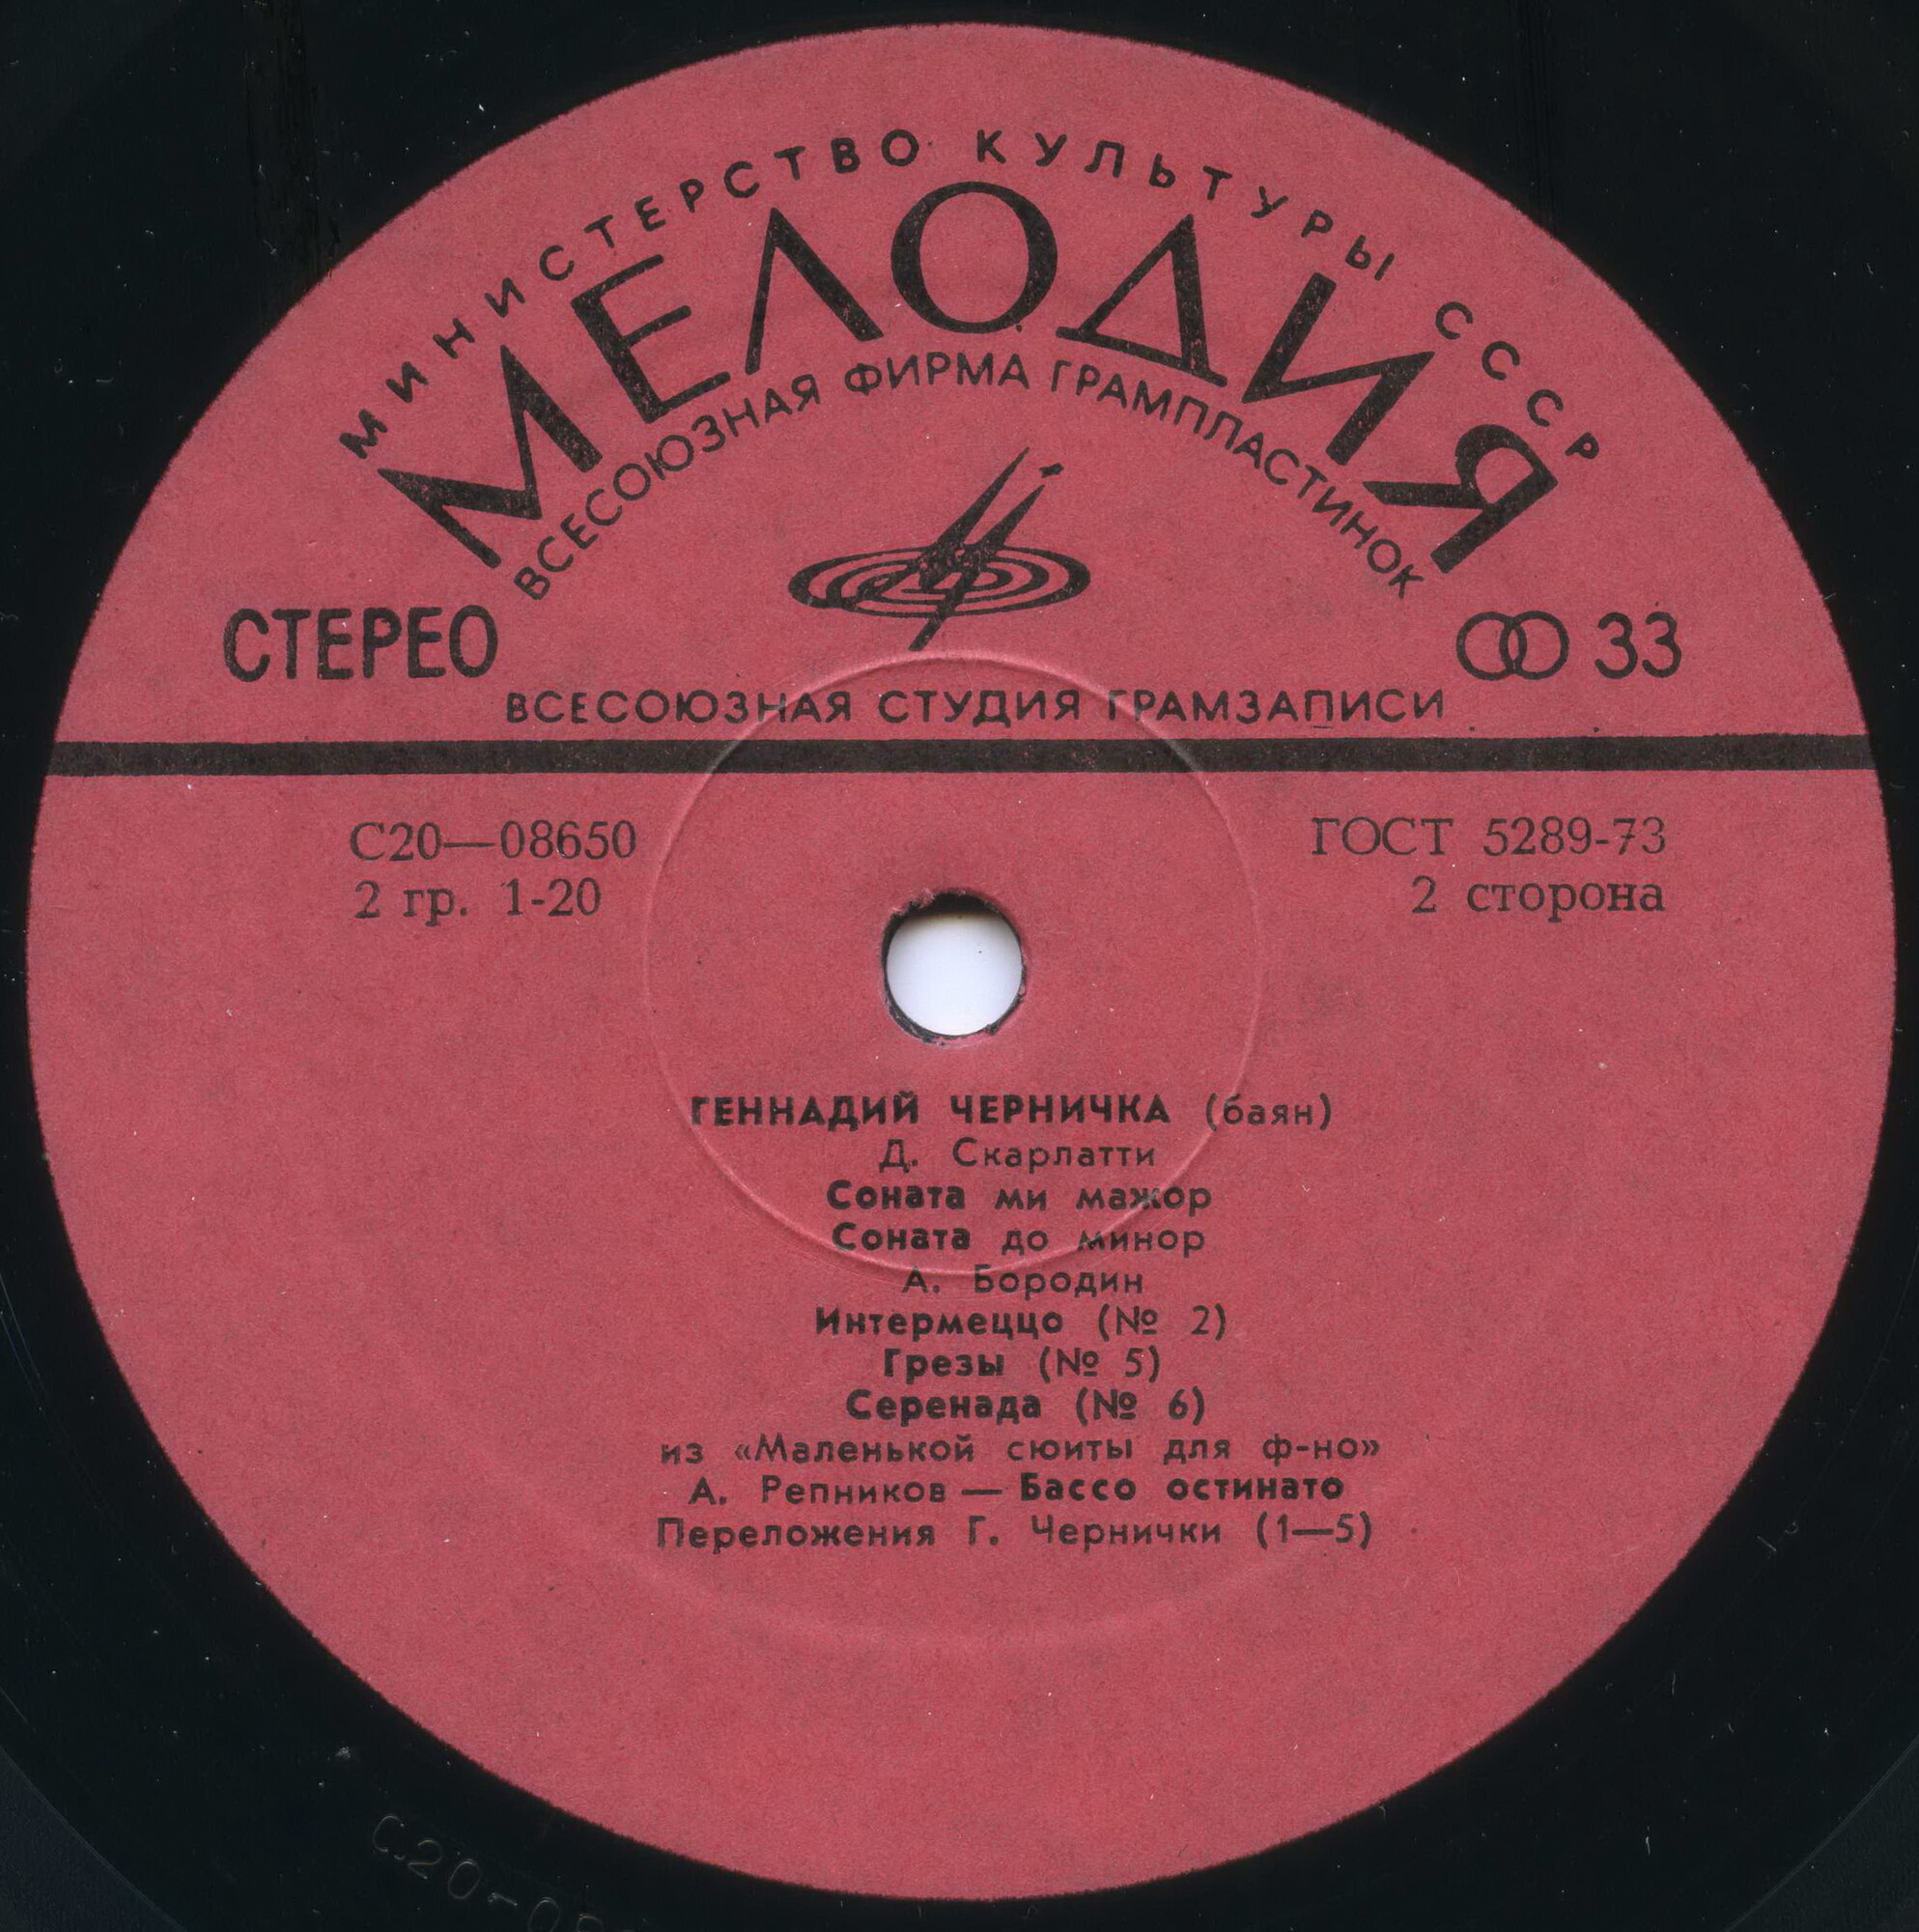 МИНИСТЕРСТВО КУЛЬТУРЫ СССР
МЕЛОДИЯ
ВСЕСОЮЗНАЯ ФИРМА ГРАМПЛАСТИНОК
СТЕРЕО
33
ВСЕСОЮЗНАЯ СТУДИЯ ГРАМЗАПИСИ
С20—08650
ГОСТ 5289-73
2 гр. 1-20
2 сторона
ГЕННАДИЙ ЧЕРНИЧКА (баян)
Д. Скарлатти
Соната ми мажор
Соната до минор
А. Бородин
Интермеццо (№ 2)
Грезы (№ 5)
Серенада (№ 6)
из «Маленькой сюиты для ф-но»
А. Репников — Бассо остинато
Переложения Г. Чернички (1—5)